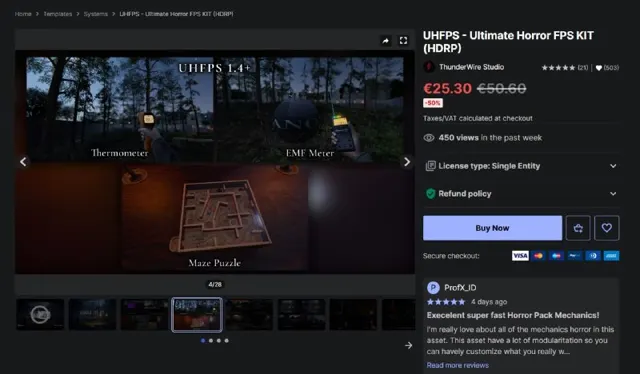 Home › Templates › Systems › UHFPS - Ultimate Horror FPS KIT (HDRP)
UHFPS 1.4+
Thermometer
EMF Meter
Maze Puzzle
4/28
UHFPS - Ultimate Horror FPS KIT
(HDRP)
ThunderWire Studio
(21) | (503)
€25.30 €50.60
-50%
Taxes/VAT calculated at checkout
450 views in the past week
License type: Single Entity
Refund policy
Buy Now
Secure checkout:
VISA
P ProfX_ID
4 days ago
Execelent super fast Horror Pack Mechanics!
I'm really love about all of the mechanics horror in this
asset. This asset have a lot of modularitation so you
can havely customize what you really w...
Read more reviews